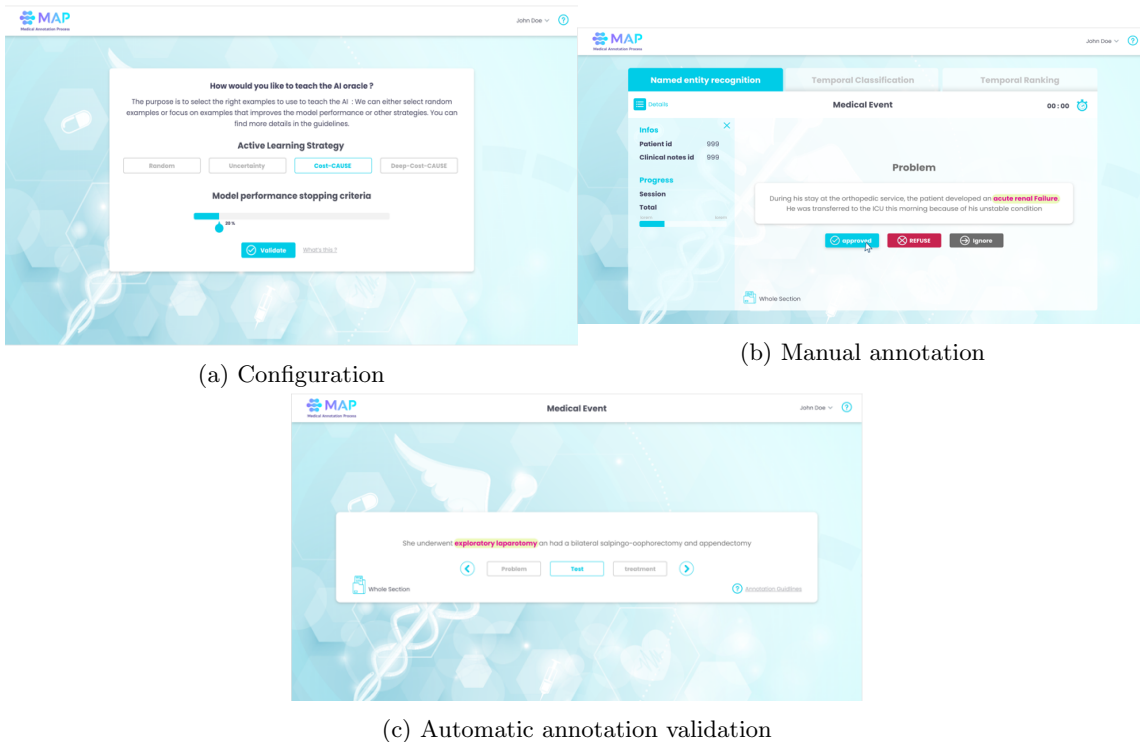 MAP
Medical Annotation Process
John Doe
?
How would you like to teach the AI oracle ?
The purpose is to select the right examples to use to teach the AI : We can either select random
examples or focus on examples that improves the model performance or other strategies. You can
find more details in the guidelines.
Active Learning Strategy
Random
Uncertainty
Cost-CAUSE
Deep-Cost-CAUSE
Model performance stopping criteria
20 %
Validate
What's this ?
(a) Configuration
MAP
Medical Annotation Process
John Doe
?
Named entity recognition
Temporal Classification
Temporal Ranking
Details
Medical Event
00 : 00
Infos
Patient id 999
Clinical notes id 999
Progress
Session
Total
Problem
During his stay at the orthopedic service, the patient developed an acute renal Failure.
He was transferred to the ICU this morning because of his unstable condition
approved
REFUSE
Ignore
Whole Section
(b) Manual annotation
MAP
Medical Annotation Process
Medical Event
John Doe
?
She underwent exploratory laparotomy an had a bilateral salpingo-oophorectomy and appendectomy
Problem
Test
treatment
Whole Section
? Annotation Guidlines
(c) Automatic annotation validation